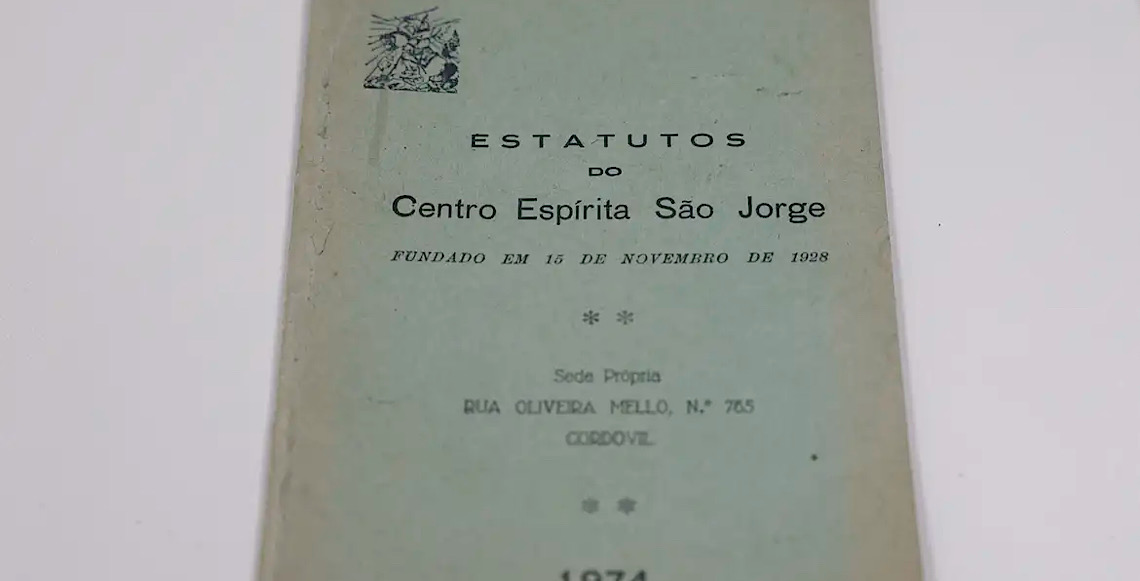 ESTATUTOS
DO
Centro Espírita São Jorge
FUNDADO EM 15 DE NOVEMBRO DE 1928
* *
Sede Própria
RUA OLIVEIRA MELLO, N.º 765
CORDOVIL
* *
1974